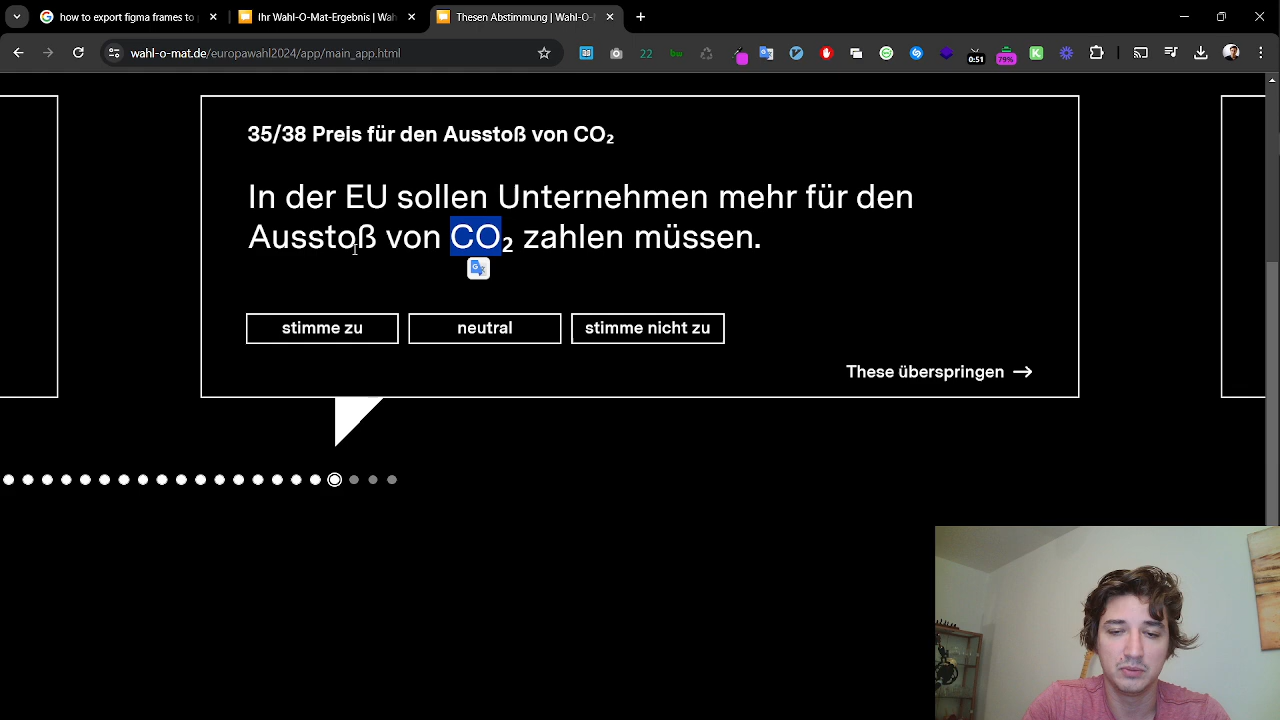 how to export figma frames to
Ihr Wahl-O-Mat-Ergebnis | Wah
Thesen Abstimmung | Wahl-O-
wahl-o-mat.de/europawahl2024/app/main_app.html
22
0:51
79%
35/38 Preis für den Ausstoß von CO₂
In der EU sollen Unternehmen mehr für den
Ausstoß von CO₂ zahlen müssen.
stimme zu
neutral
stimme nicht zu
These überspringen →